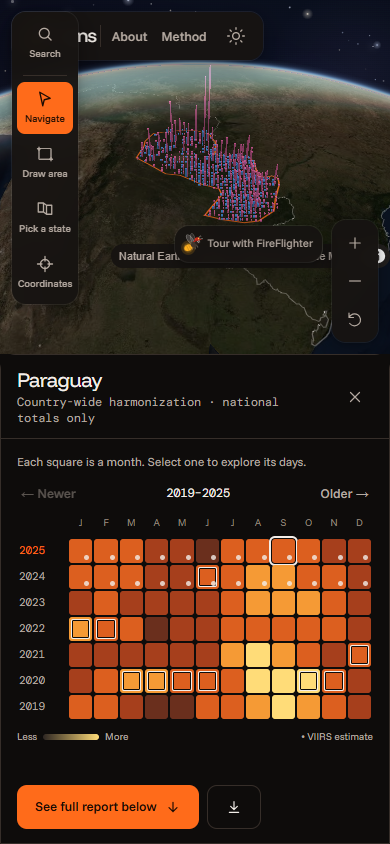 Search
ns
About
Method
Navigate
Draw area
Pick a state
Coordinates
Tour with FireFlighter
Natural Eart
Paraguay
Country-wide harmonization · national
totals only
Each square is a month. Select one to explore its days.
← Newer
2019–2025
Older →
J F M A M J J A S O N D
2025
2024
2023
2022
2021
2020
2019
Less
More
• VIIRS estimate
See full report below ↓